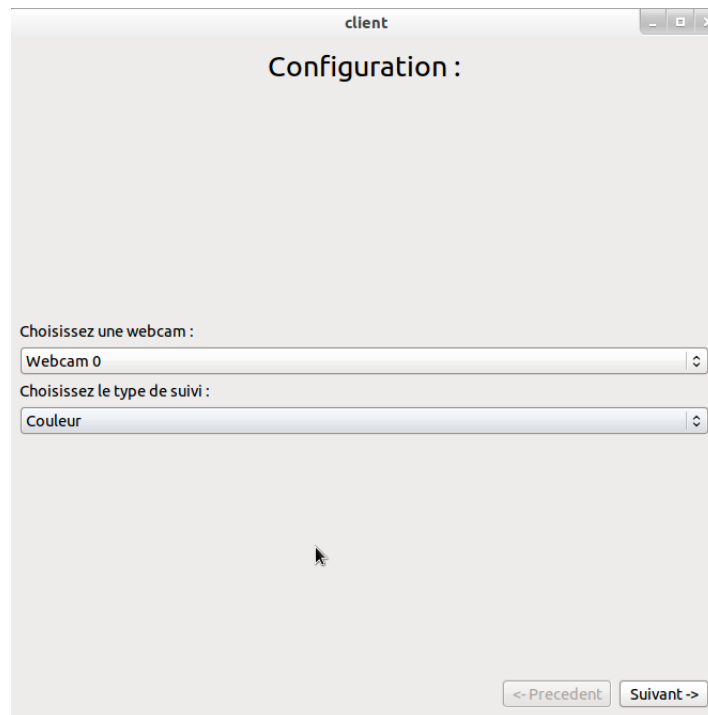 client
Configuration :
Choisissez une webcam :
Webcam 0
Choisissez le type de suivi :
Couleur
<- Precedent Suivant ->